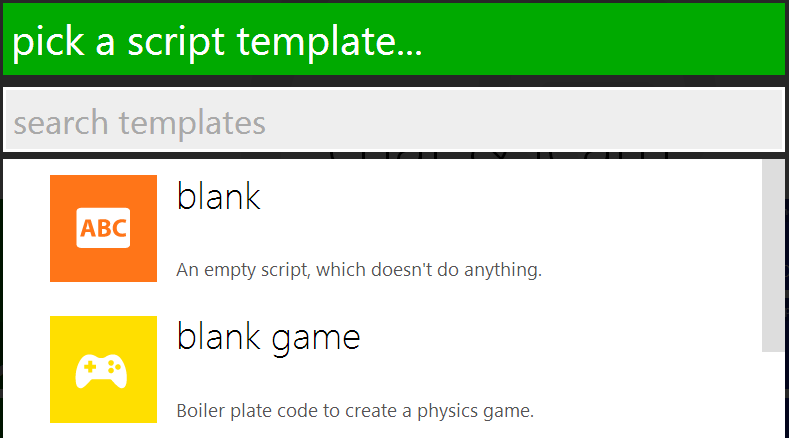 pick a script template...
search templates
blank
ABC
An empty script, which doesn't do anything.
blank game
Boiler plate code to create a physics game.